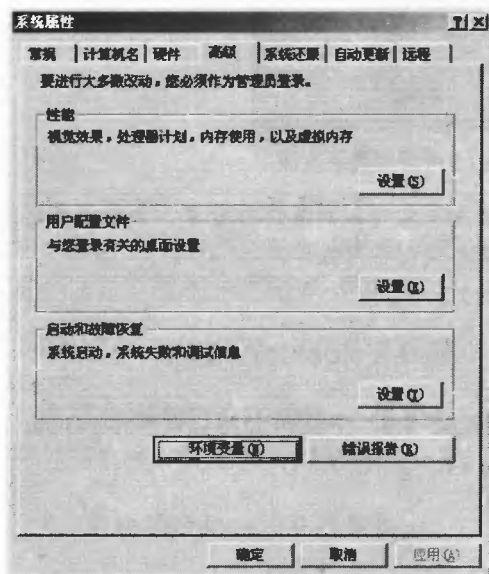 系统属性
常规 计算机名 硬件 高级 系统还原 自动更新 远程
要进行大多数改动，您必须作为管理员登录。
性能
视觉效果，处理器计划，内存使用，以及虚拟内存
设置(S)
用户配置文件
与您登录有关的桌面设置
设置(E)
启动和故障恢复
系统启动，系统失败和调试信息
设置(T)
环境变量(N) 错误报告(R)
确定 取消 应用(A)